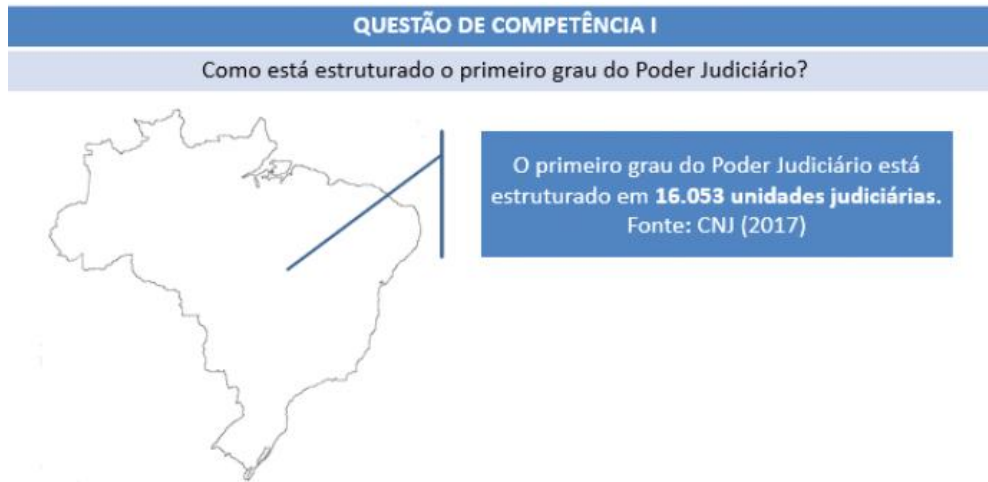 QUESTÃO DE COMPETÊNCIA I
Como está estruturado o primeiro grau do Poder Judiciário?
O primeiro grau do Poder Judiciário está
estruturado em 16.053 unidades judiciárias.
Fonte: CNJ (2017)